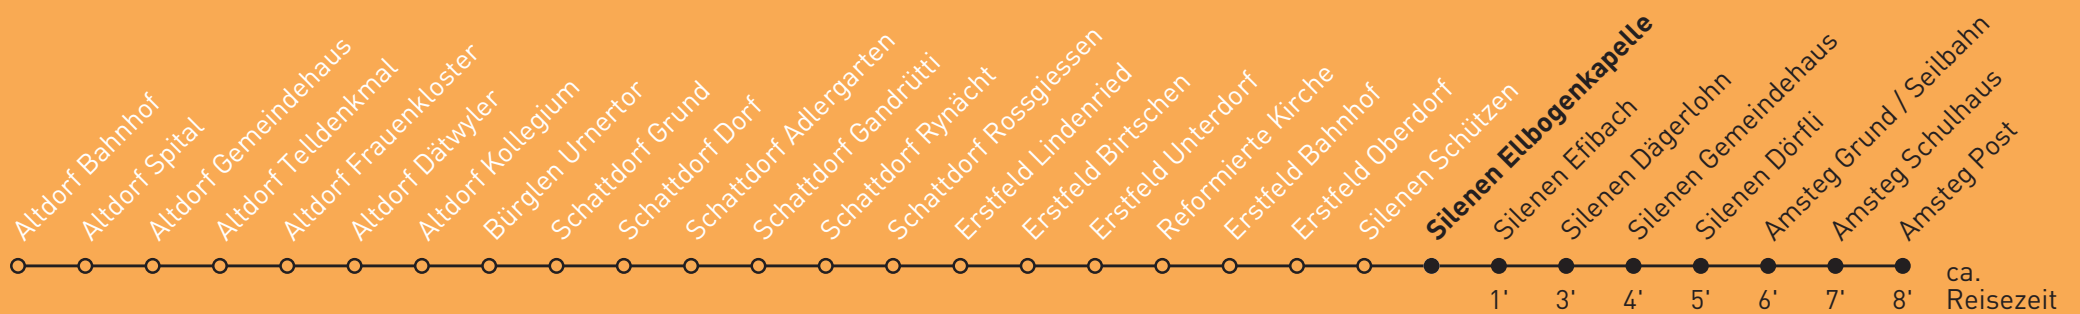 Altdorf Bahnhof
Altdorf Spital
Altdorf Gemeindehaus
Altdorf Telldenkmal
Altdorf Frauenkloster
Altdorf Dätwyler
Altdorf Kollegium
Bürglen Urnertor
Schattdorf Grund
Schattdorf Dorf
Schattdorf Adlergarten
Schattdorf Gandrütti
Schattdorf Rynächt
Schattdorf Rossgiessen
Erstfeld Lindenried
Erstfeld Birtschen
Erstfeld Unterdorf
Reformierte Kirche
Erstfeld Bahnhof
Erstfeld Oberdorf
Silenen Schützen
Silenen Ellbogenkapelle
Silenen Efibach
Silenen Dägerlohn
Silenen Gemeindehaus
Silenen Dörfli
Amsteg Grund / Seilbahn
Amsteg Schulhaus
Amsteg Post
ca.
1' 3' 4' 5' 6' 7' 8' Reisezeit